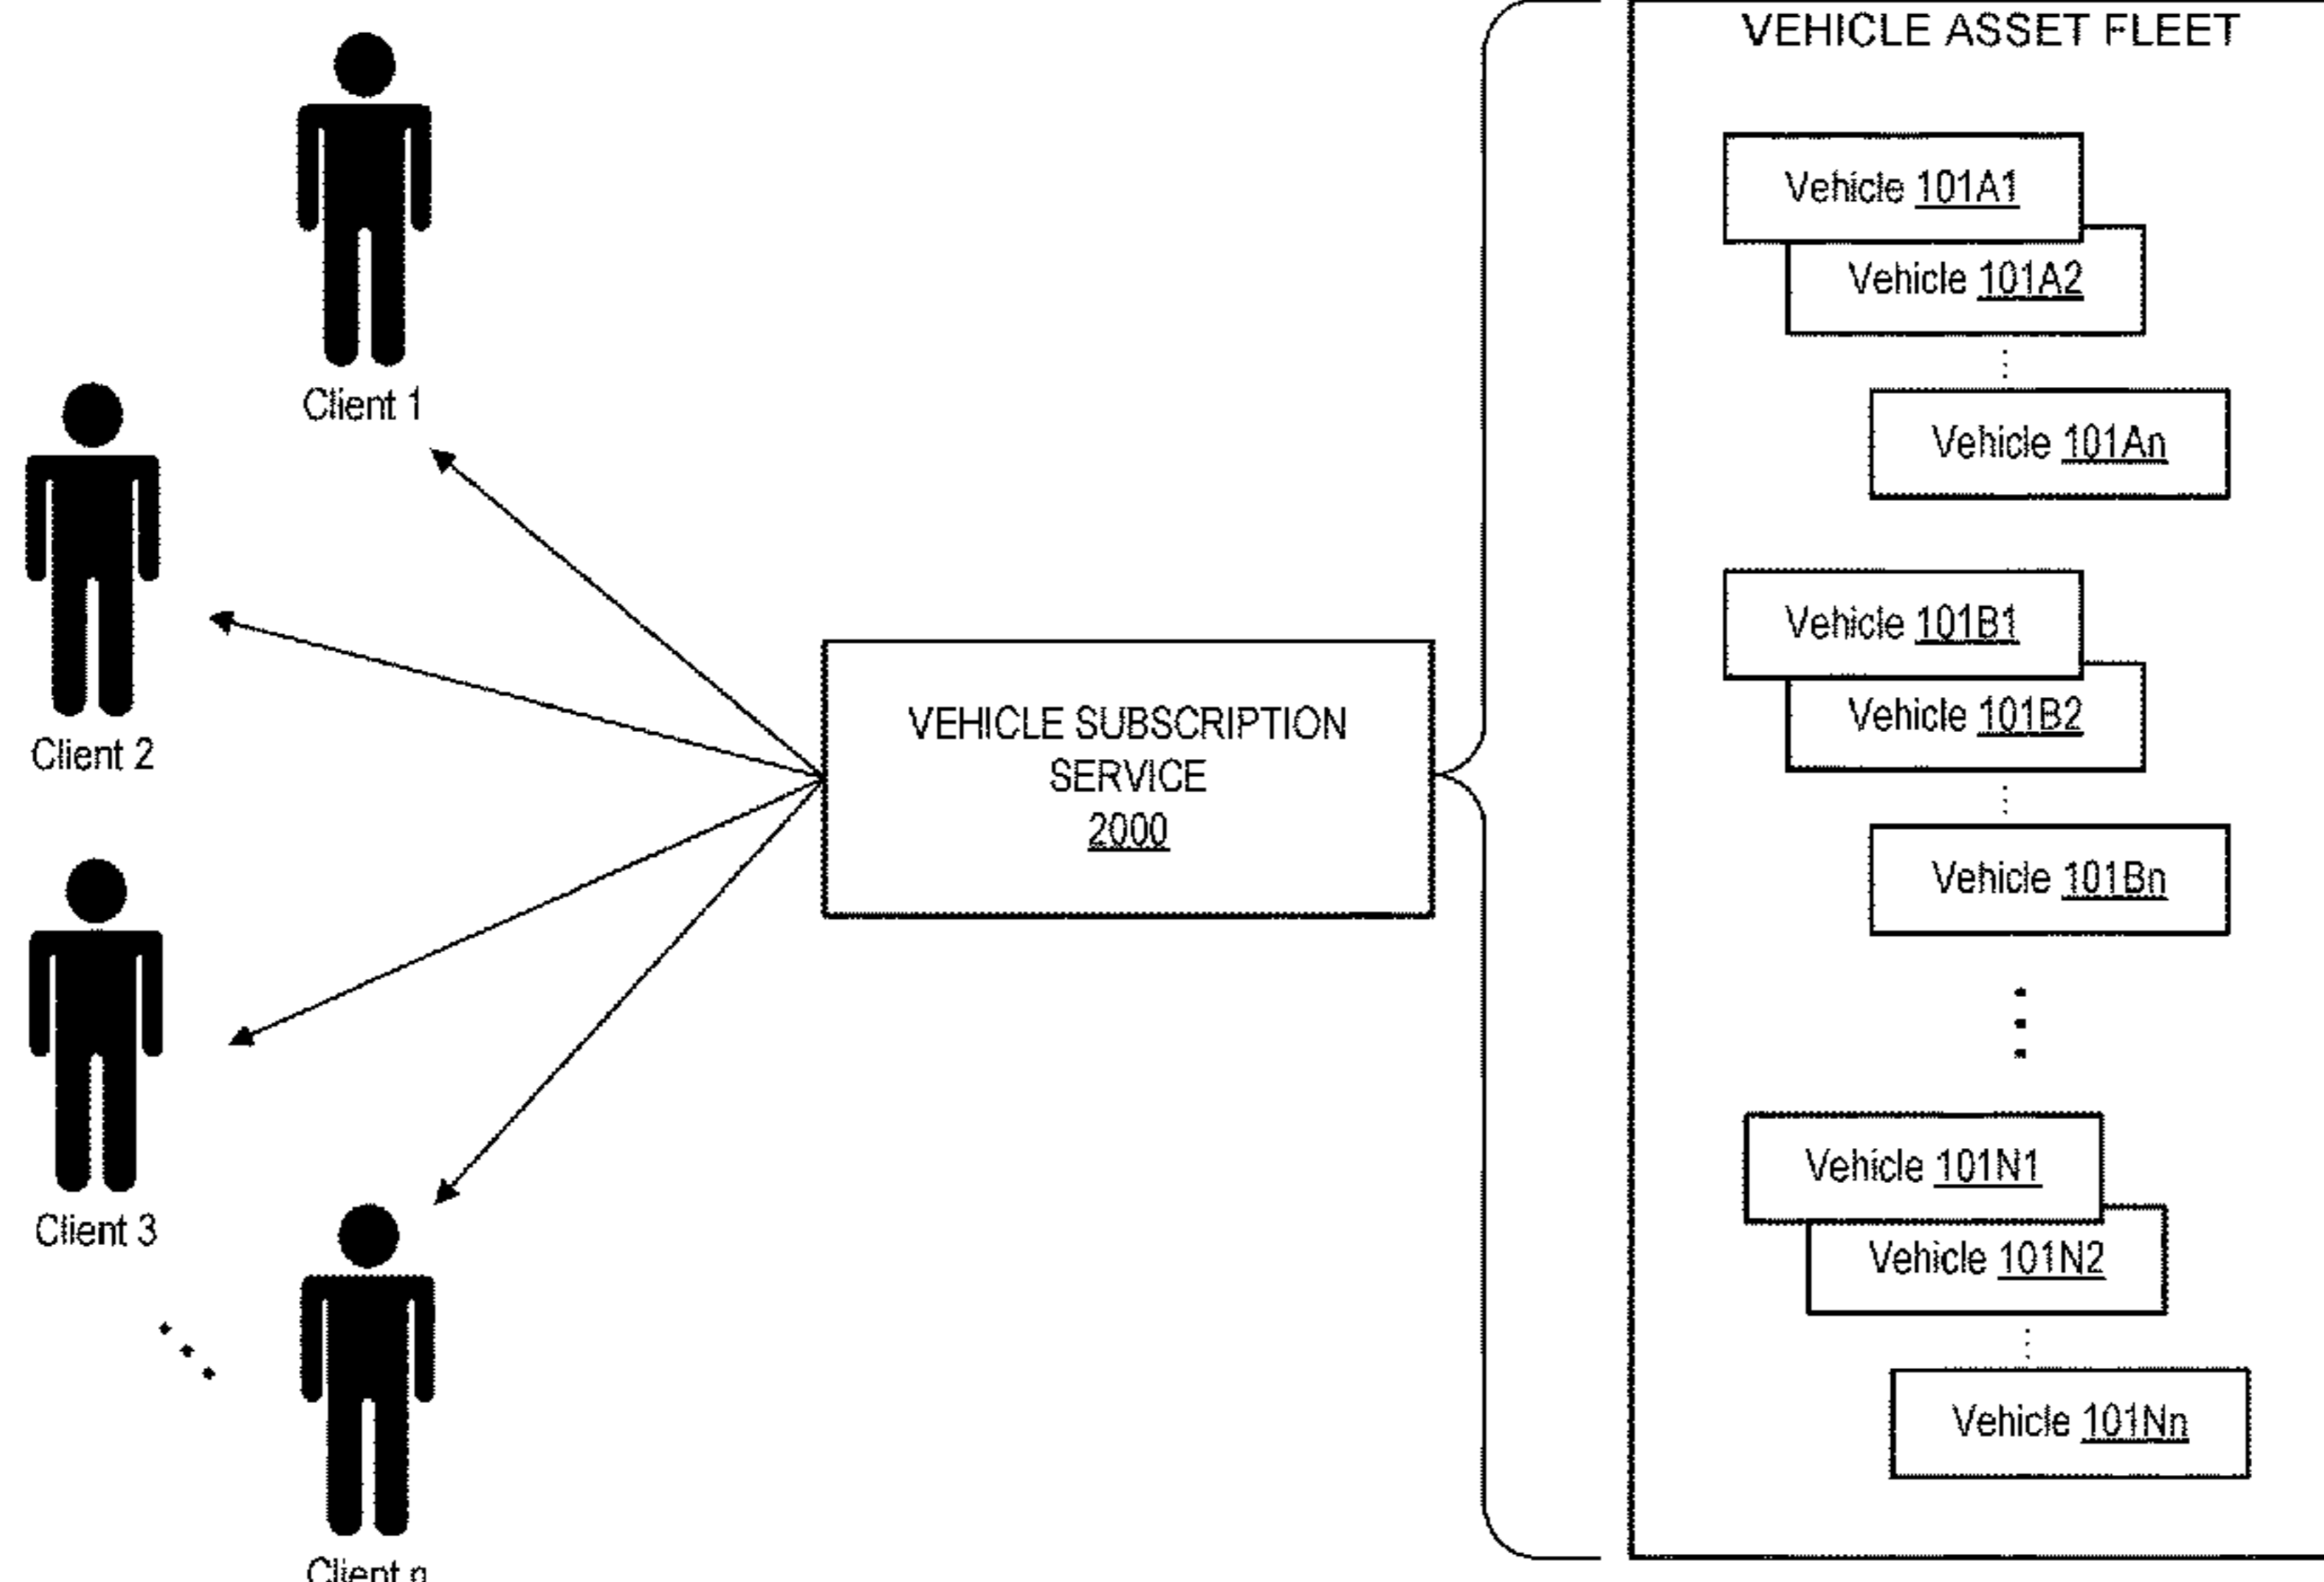 VEHICLE ASSET FLEET
Vehicle 101A1
Vehicle 101A2
Vehicle 101An
Client 1
Vehicle 101B1
Vehicle 101B2
Vehicle 101Bn
Client 2
VEHICLE SUBSCRIPTION
SERVICE
2000
Client 3
Vehicle 101N1
Vehicle 101N2
Vehicle 101Nn
Client n